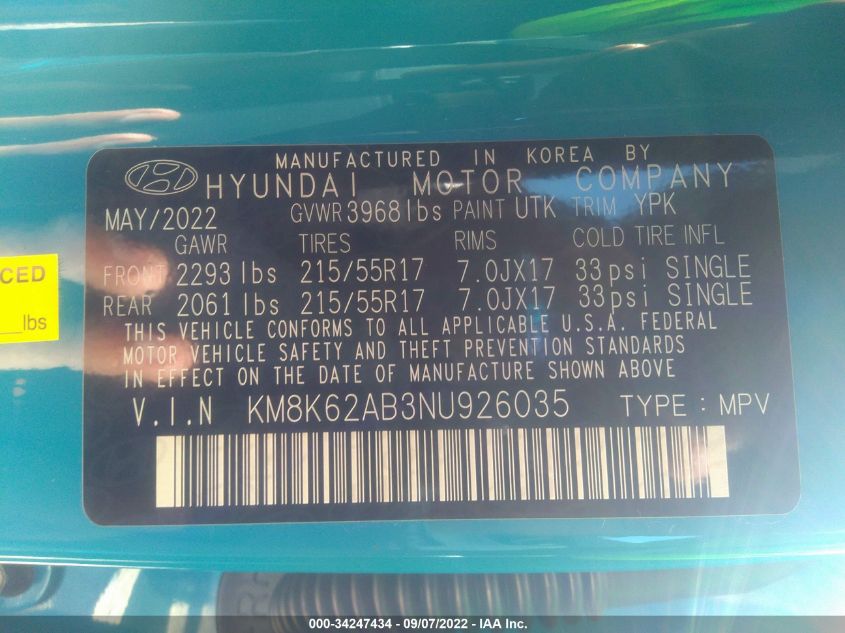 MANUFACTURED IN KOREA BY
HYUNDAI MOTOR COMPANY
MAY/2022 GVWR 3968 lbs PAINT UTK TRIM YPK
GAWR TIRES RIMS COLD TIRE INFL
FRONT 2293 lbs 215/55R17 7.0JX17 33psi SINGLE
REAR 2061 lbs 215/55R17 7.0JX17 33psi SINGLE
THIS VEHICLE CONFORMS TO ALL APPLICABLE U.S.A. FEDERAL
MOTOR VEHICLE SAFETY AND THEFT PREVENTION STANDARDS
IN EFFECT ON THE DATE OF MANUFACTURE SHOWN ABOVE
V.I.N KM8K62AB3NU926035 TYPE : MPV
CED
lbs
000-34247434 - 09/07/2022 - IAA Inc.